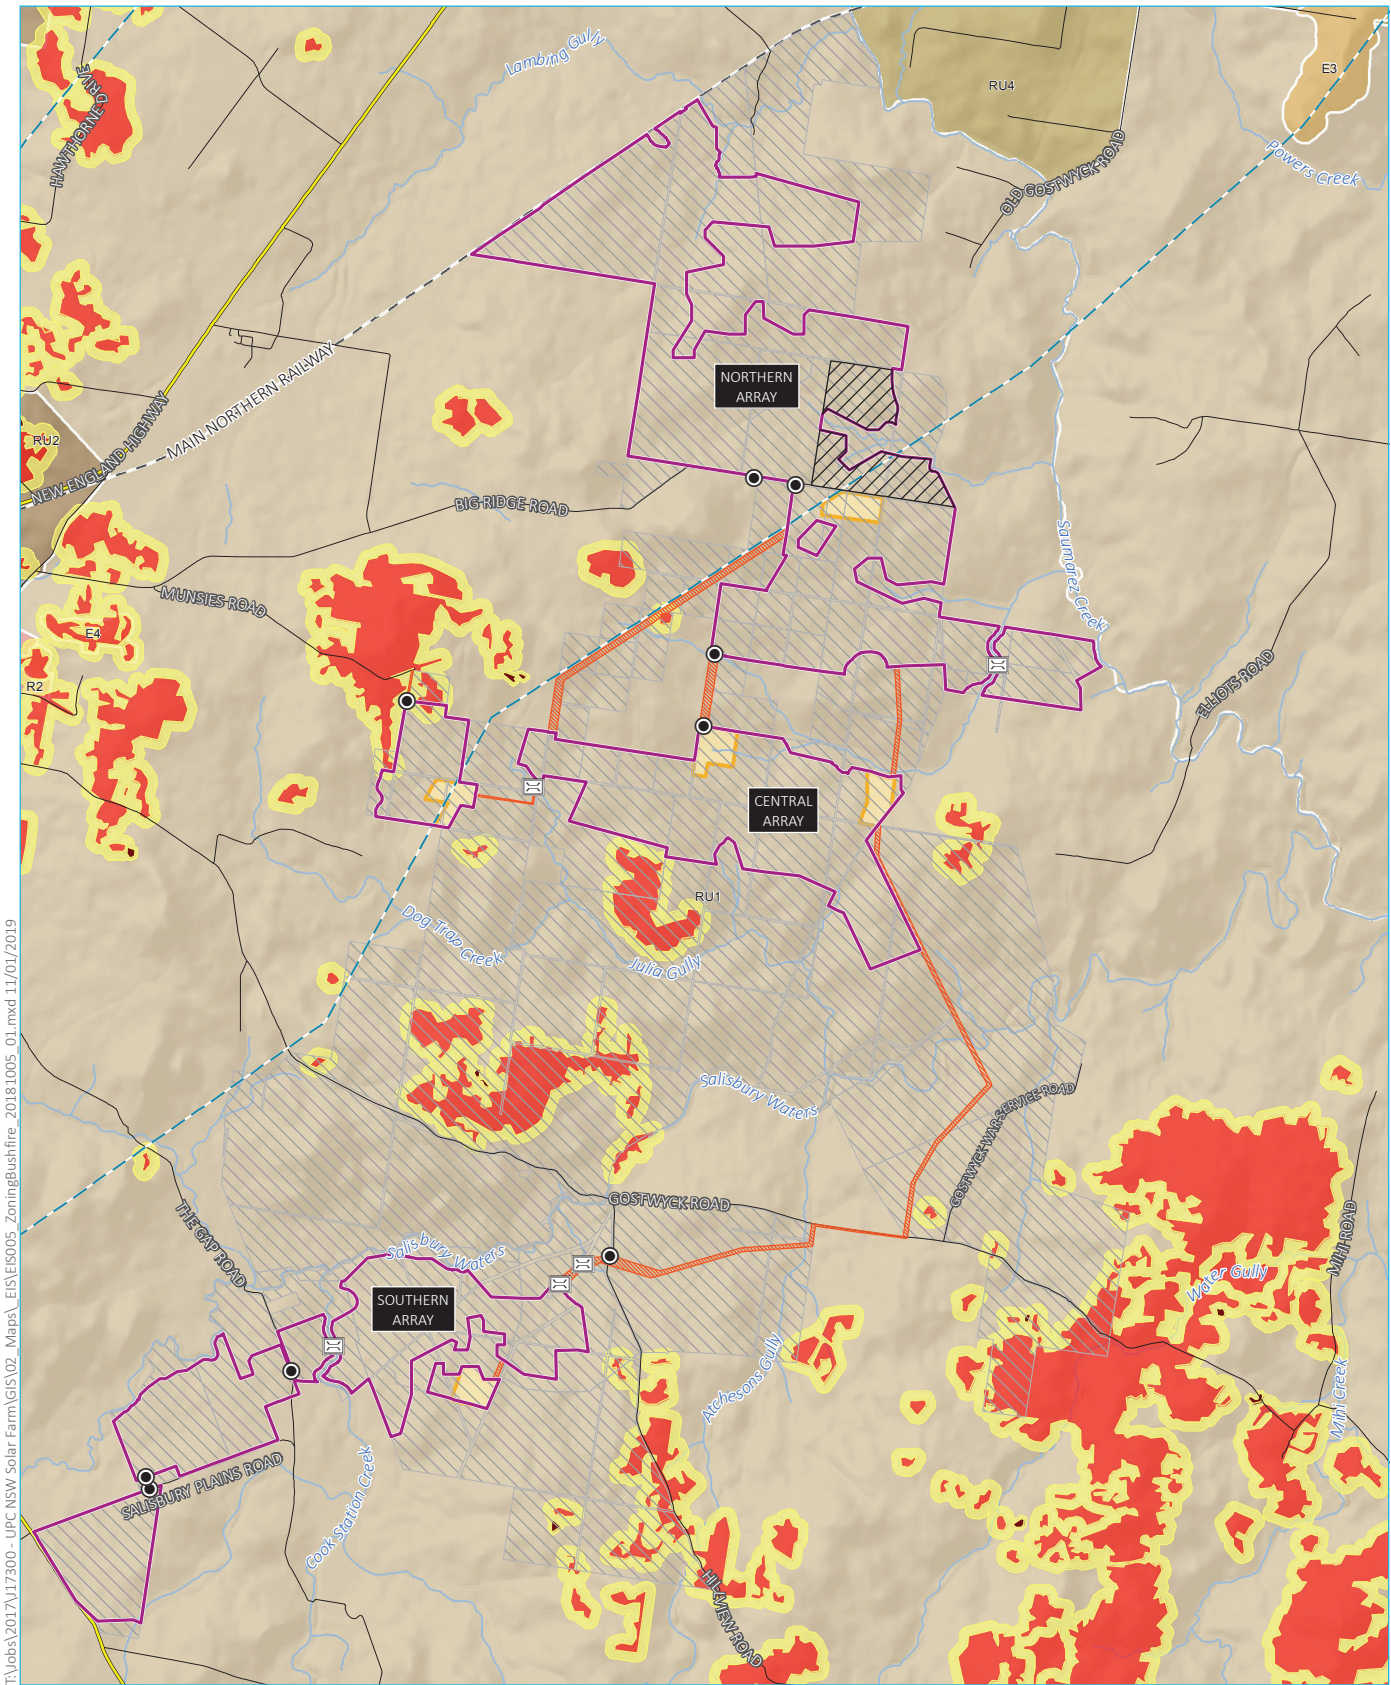 Lambing Gully
RU4
E3
HAWTHORNE DRIVE
Powers Creek
OLD GOSTWYCK ROAD
MAIN NORTHERN RAILWAY
NORTHERN
ARRAY
RU2
NEW ENGLAND HIGHWAY
BIG RIDGE ROAD
Saumarez Creek
MUNSIES ROAD
E4
R2
ELLIOTS ROAD
CENTRAL
ARRAY
RU1
Dog Trap Creek
Julia Gully
Salisbury Waters
GOSTWYCK WAR SERVICE ROAD
GOSTWYCK ROAD
THE GAP ROAD
Salisbury Waters
MIHI ROAD
Water Gully
SOUTHERN
ARRAY
Atchesons Gully
Mihi Creek
SALISBURY PLAINS ROAD
Cook Station Creek
HILLVIEW ROAD
T:\Jobs\2017\J17300 - UPC NSW Solar Farm\GIS\02_Maps\_EIS\EIS005_ZoningBushfire_20181005_01.mxd 11/01/2019